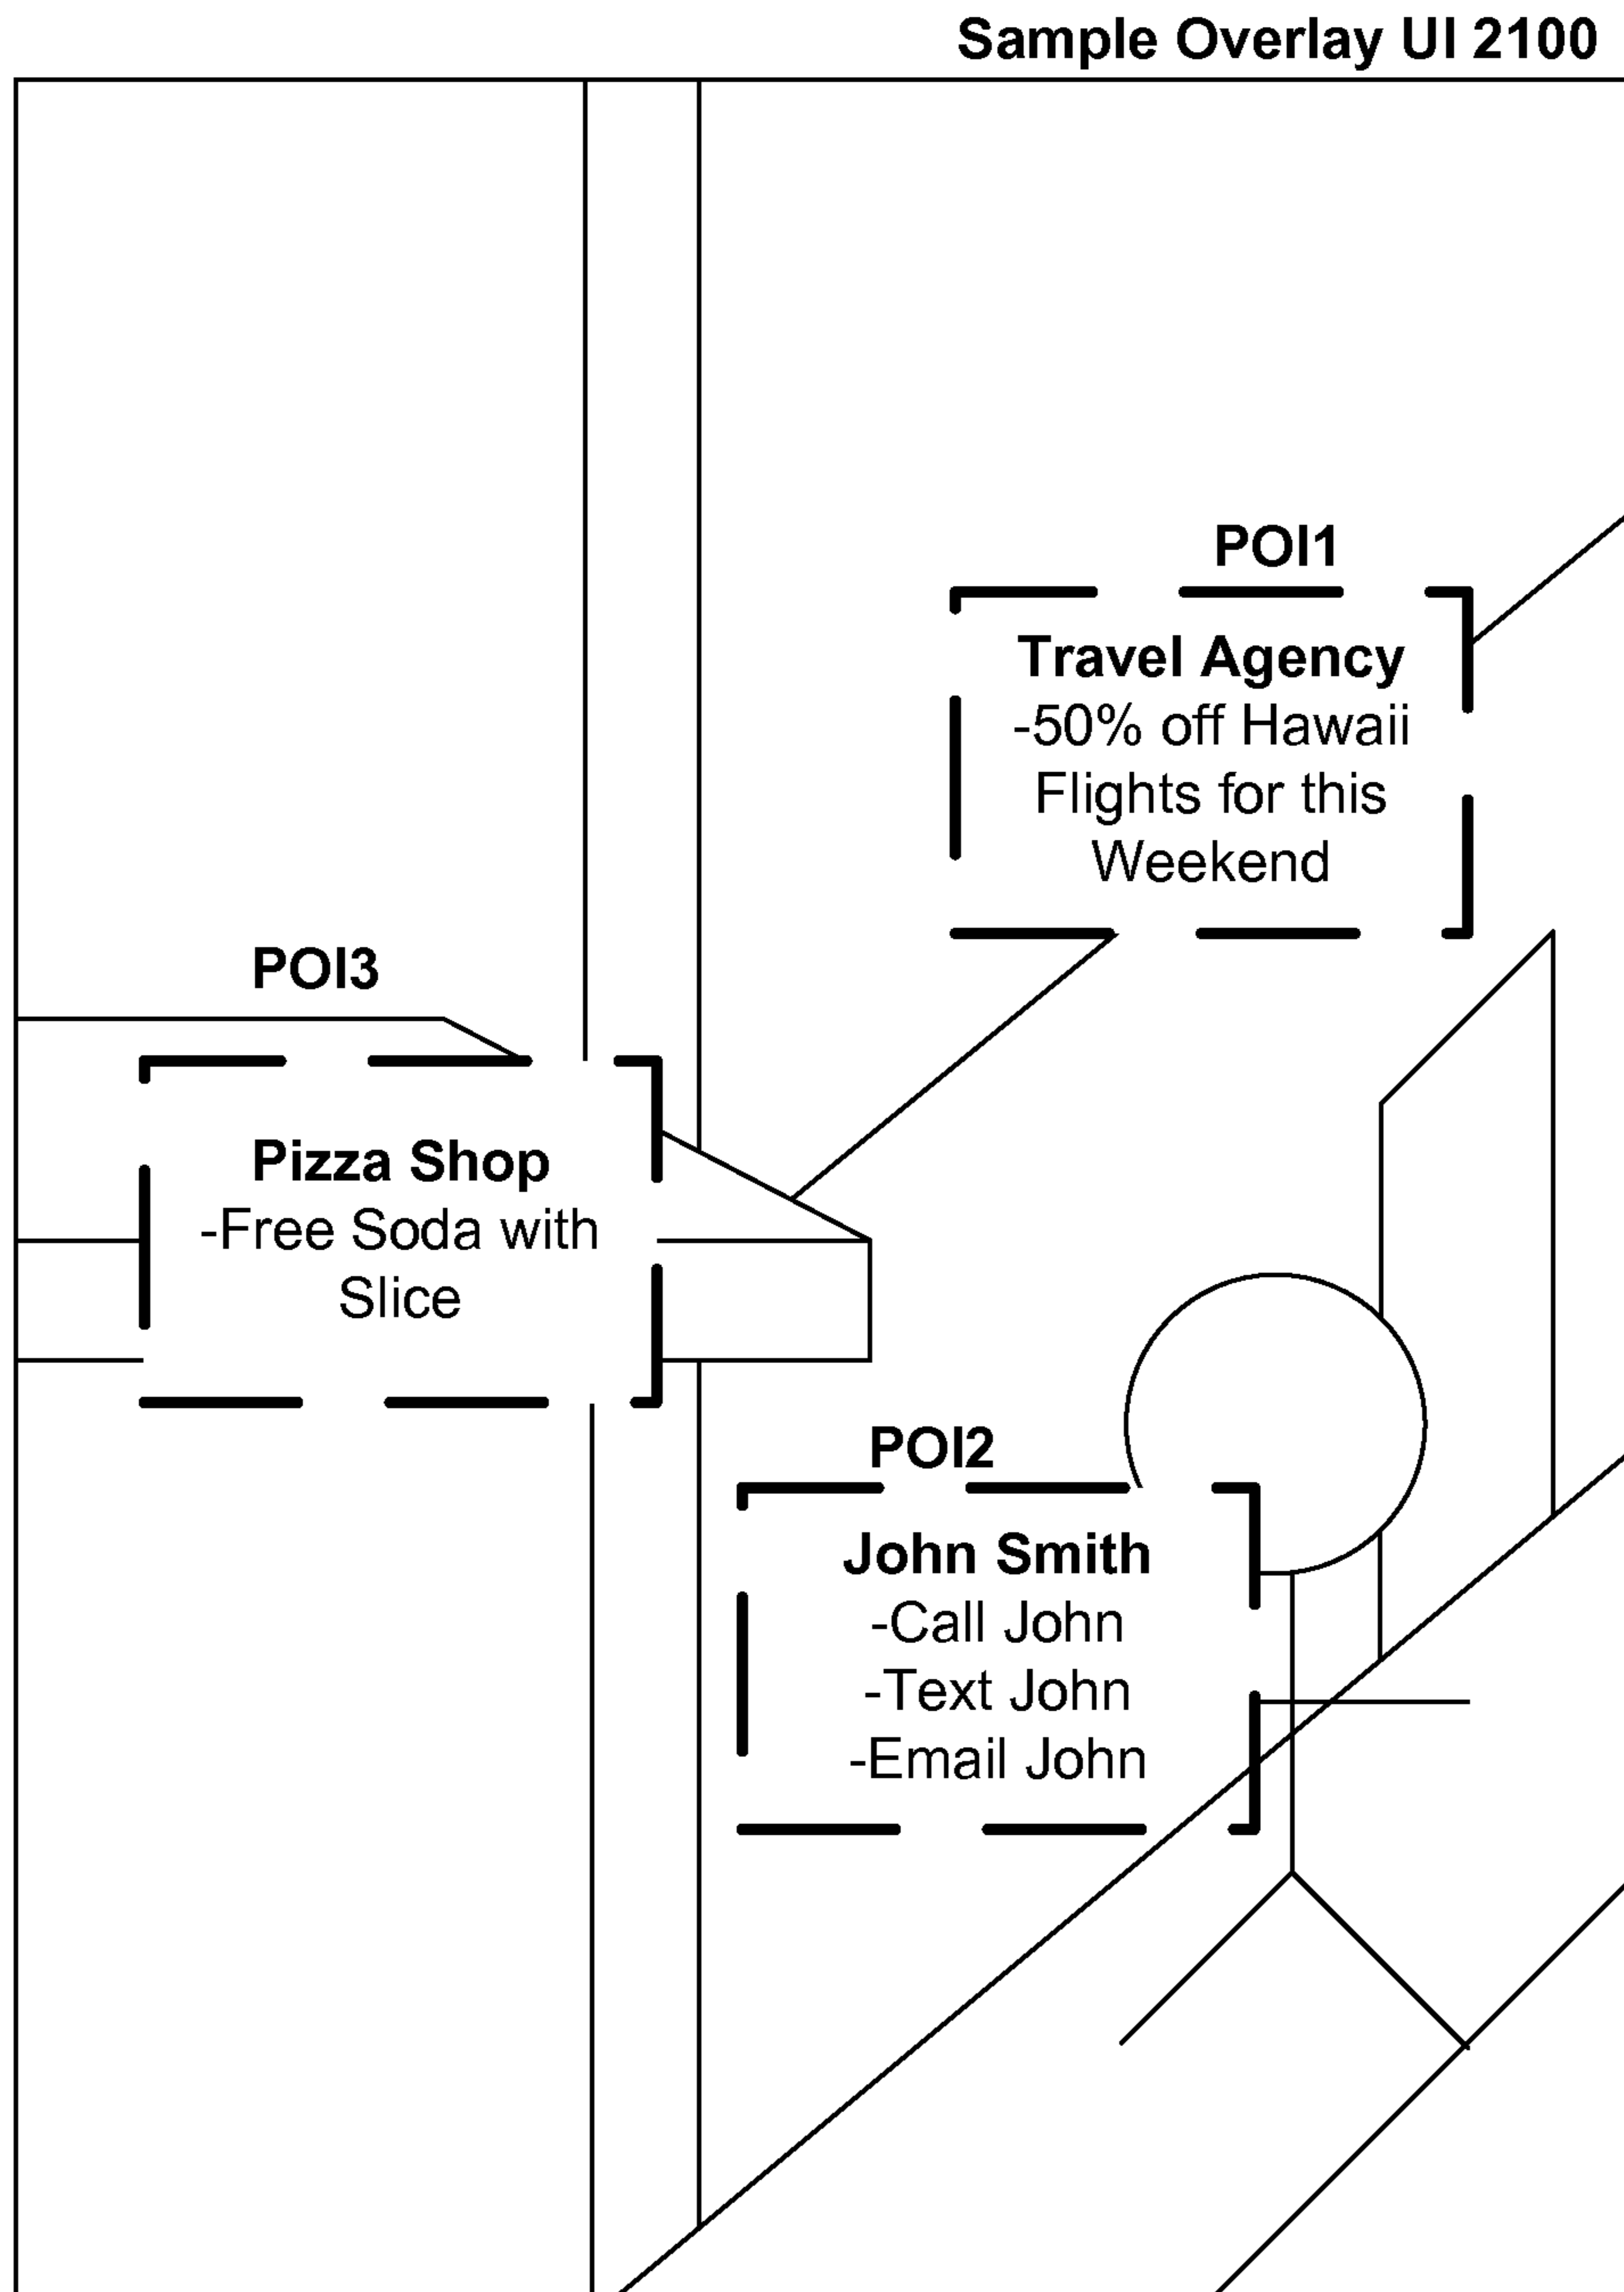 Sample Overlay UI 2100
POI1
Travel Agency
-50% off Hawaii
Flights for this
Weekend
POI3
Pizza Shop
-Free Soda with
Slice
POI2
John Smith
-Call John
-Text John
-Email John